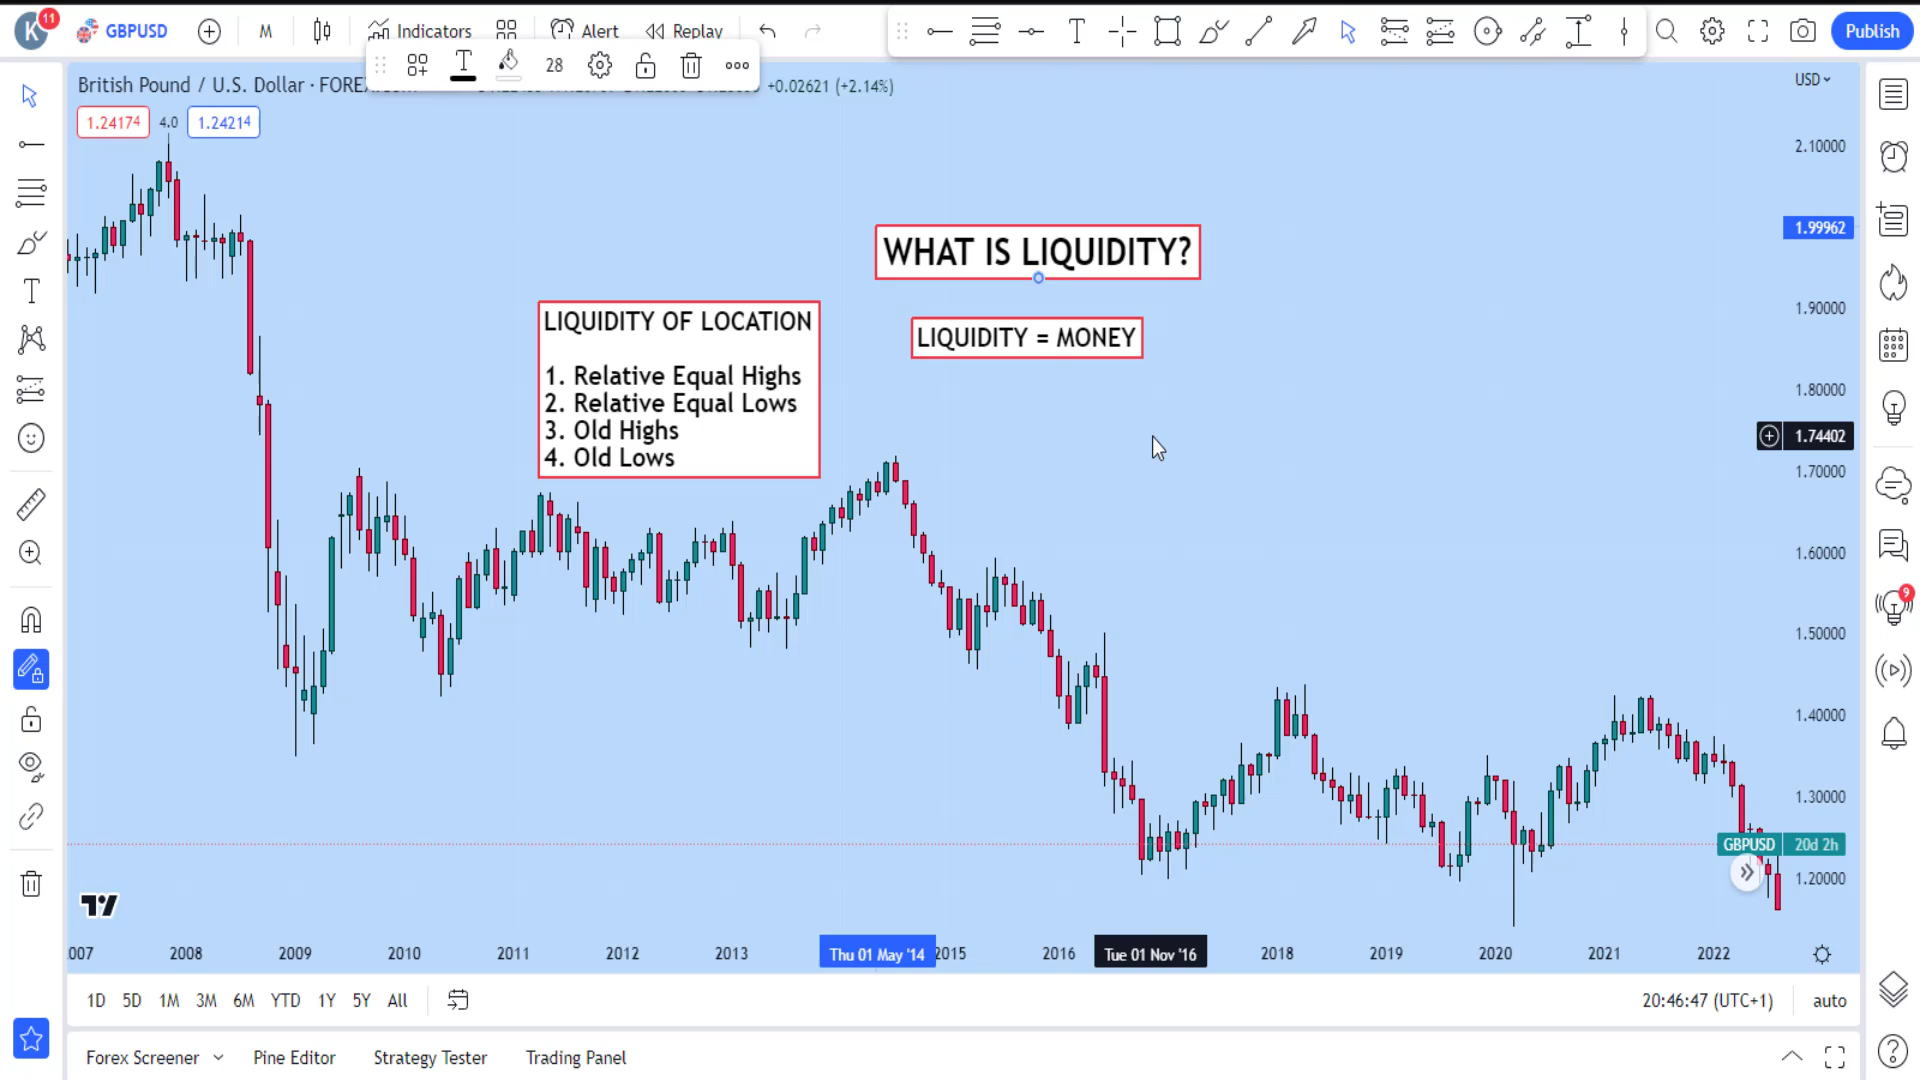 K 11 GBPUSD M Indicators Alert Replay Publish
28
British Pound / U.S. Dollar · FORE +0.02621 (+2.14%)
USD
1.24174 4.0 1.24214
2.10000
WHAT IS LIQUIDITY?
1.99962
LIQUIDITY OF LOCATION
1. Relative Equal Highs
2. Relative Equal Lows
3. Old Highs
4. Old Lows
LIQUIDITY = MONEY
1.90000
1.80000
1.74402
1.70000
1.60000
9
1.50000
1.40000
1.30000
GBPUSD 20d 2h
1.20000
007 2008 2009 2010 2011 2012 2013 Thu 01 May '14 2015 2016 Tue 01 Nov '16 2018 2019 2020 2021 2022
1D 5D 1M 3M 6M YTD 1Y 5Y All 20:46:47 (UTC+1) auto
Forex Screener Pine Editor Strategy Tester Trading Panel